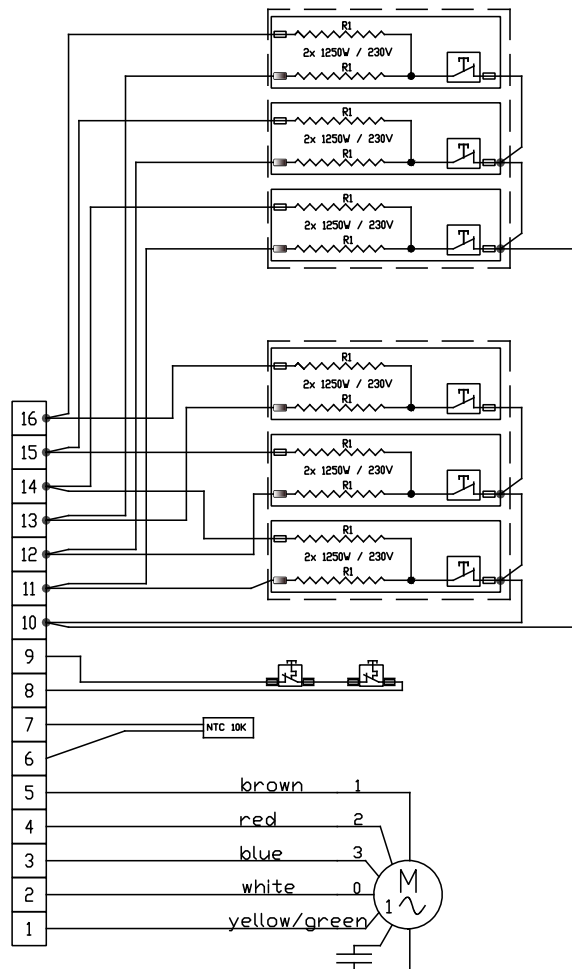 R1
2x 1250W / 230V
R1
R1
2x 1250W / 230V
R1
R1
2x 1250W / 230V
R1
R1
2x 1250W / 230V
R1
R1
2x 1250W / 230V
R1
R1
2x 1250W / 230V
R1
16
15
14
13
12
11
10
9
8
7
NTC 10K
6
5 brown 1
4 red 2
3 blue 3
2 white 0
1 yellow/green
M
1